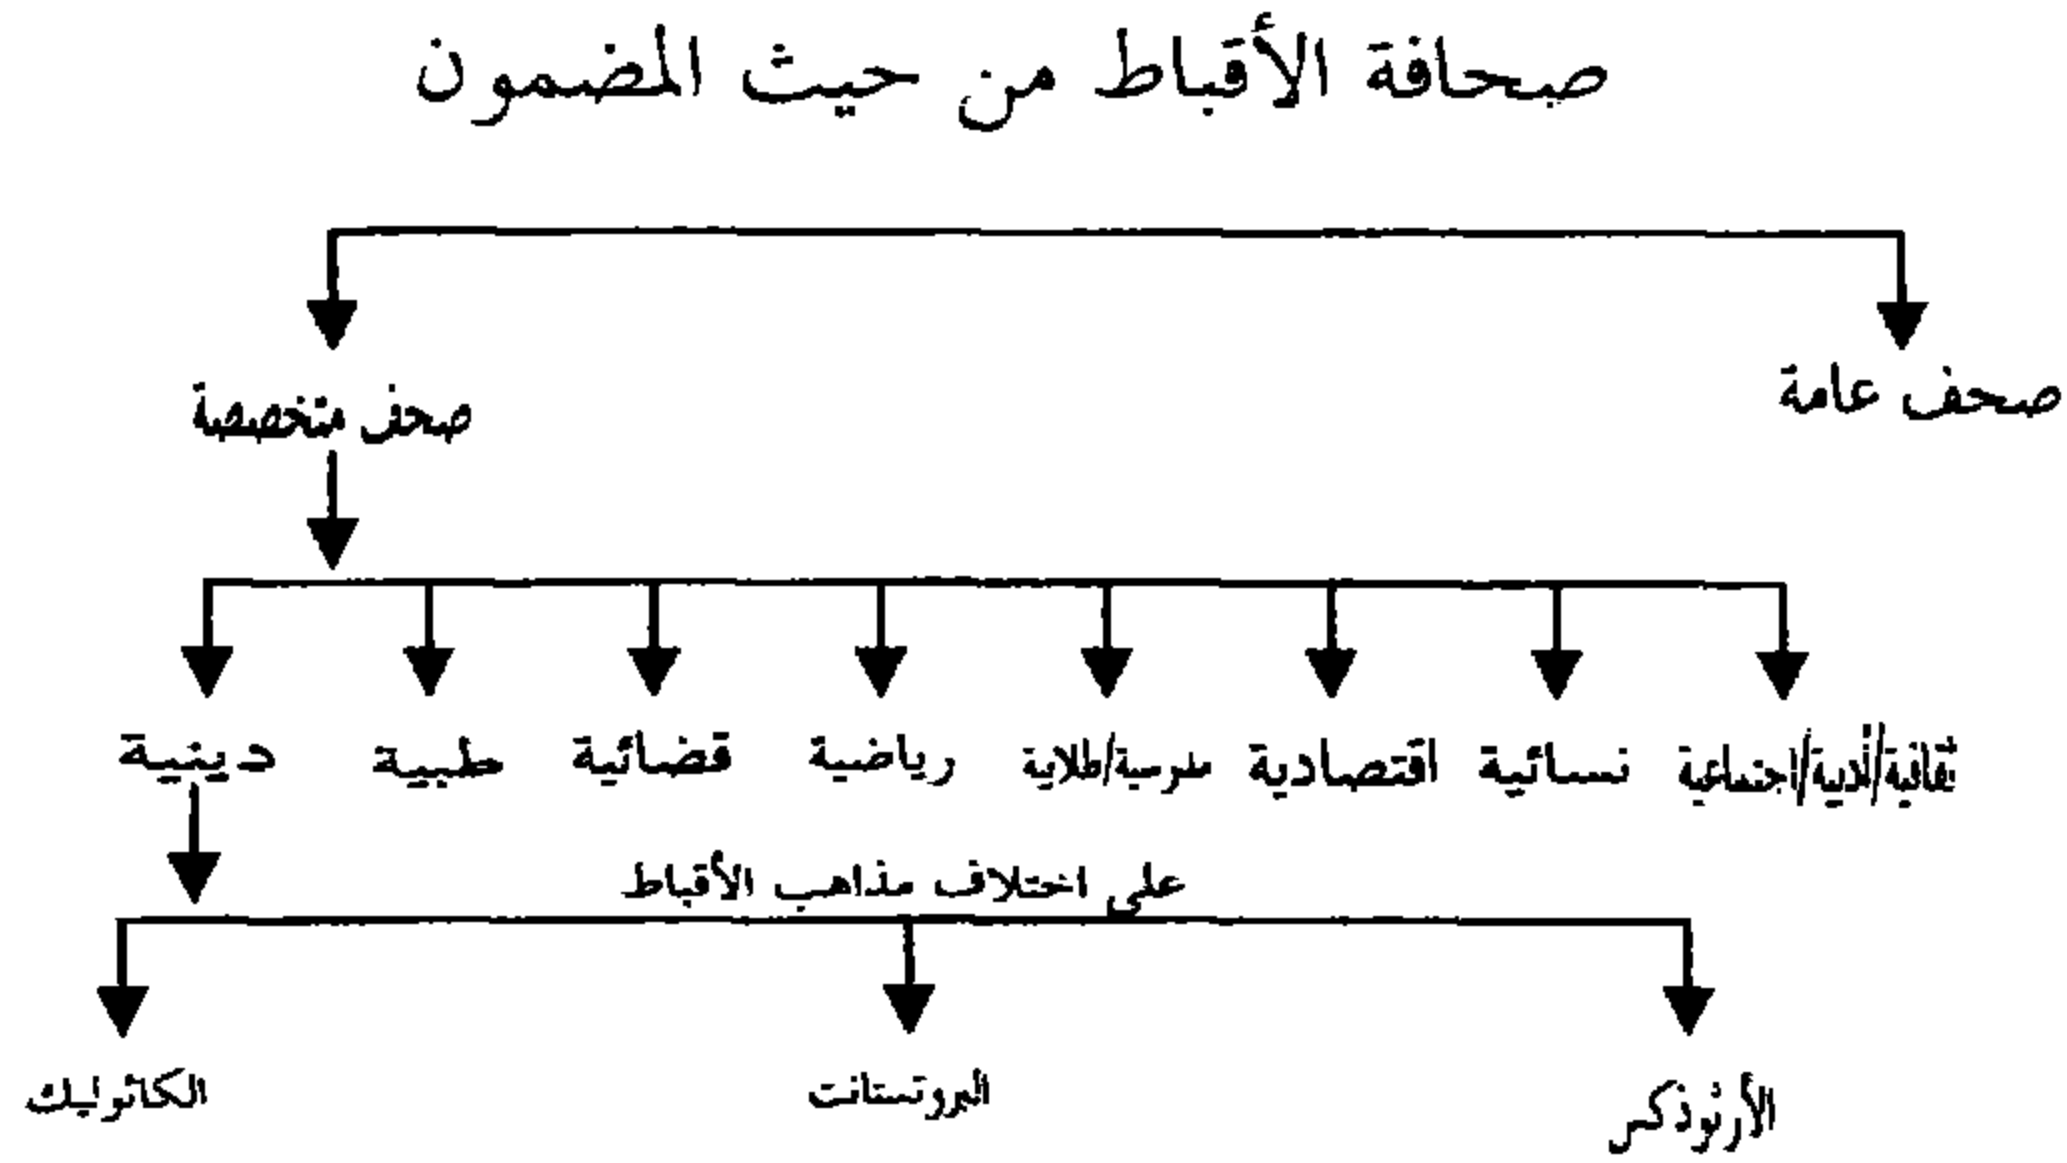 صحافة الأقباط من حيث المضمون
صحف عامة
صحف متخصصة
ثقافية/أدبية/اجتماعية نسائية اقتصادية مدرسية/طلابية رياضية قضائية طبية دينية
على اختلاف مذاهب الأقباط
الأرثوذكس البروتستانت الكاثوليك